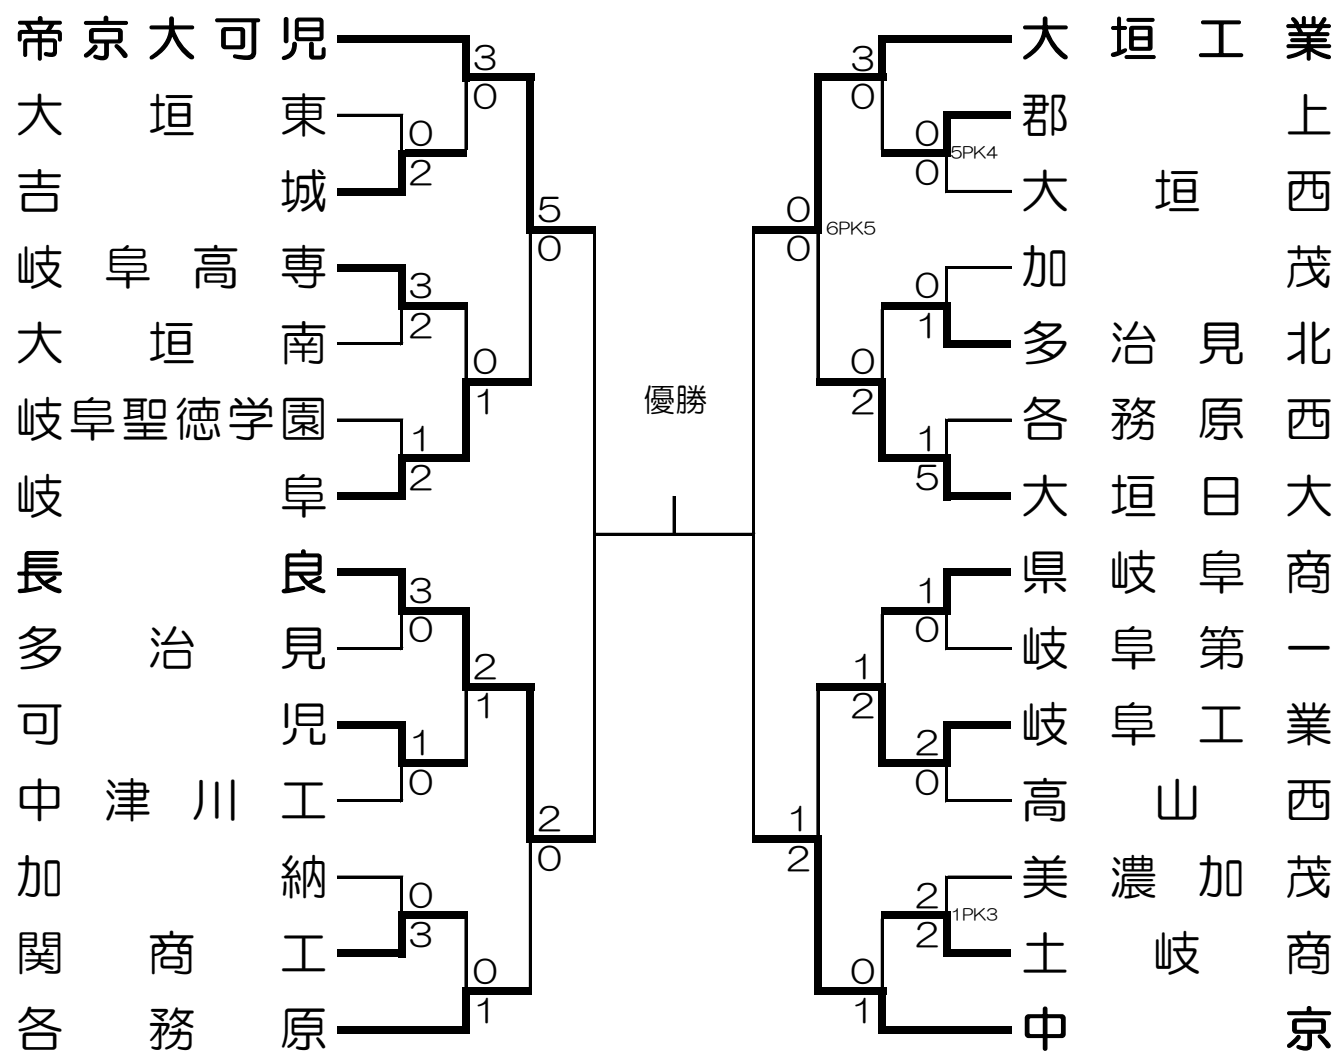 帝京大可児
3
0
大垣東
0
2
吉城
5
0
岐阜高専
3
2
大垣南
0
1
岐阜聖徳学園
1
2
岐阜
長良
3
0
多治見
2
1
可児
1
0
中津川工
2
0
加納
0
3
関商工
0
1
各務原
優勝
大垣工業
3
0
郡上
0
5PK4
0
大垣西
0
6PK5
0
加茂
0
1
多治見北
0
2
各務原西
1
5
大垣日大
県岐阜商
1
0
岐阜第一
1
2
岐阜工業
2
0
高山西
1
2
美濃加茂
2
1PK3
2
土岐商
0
1
中京